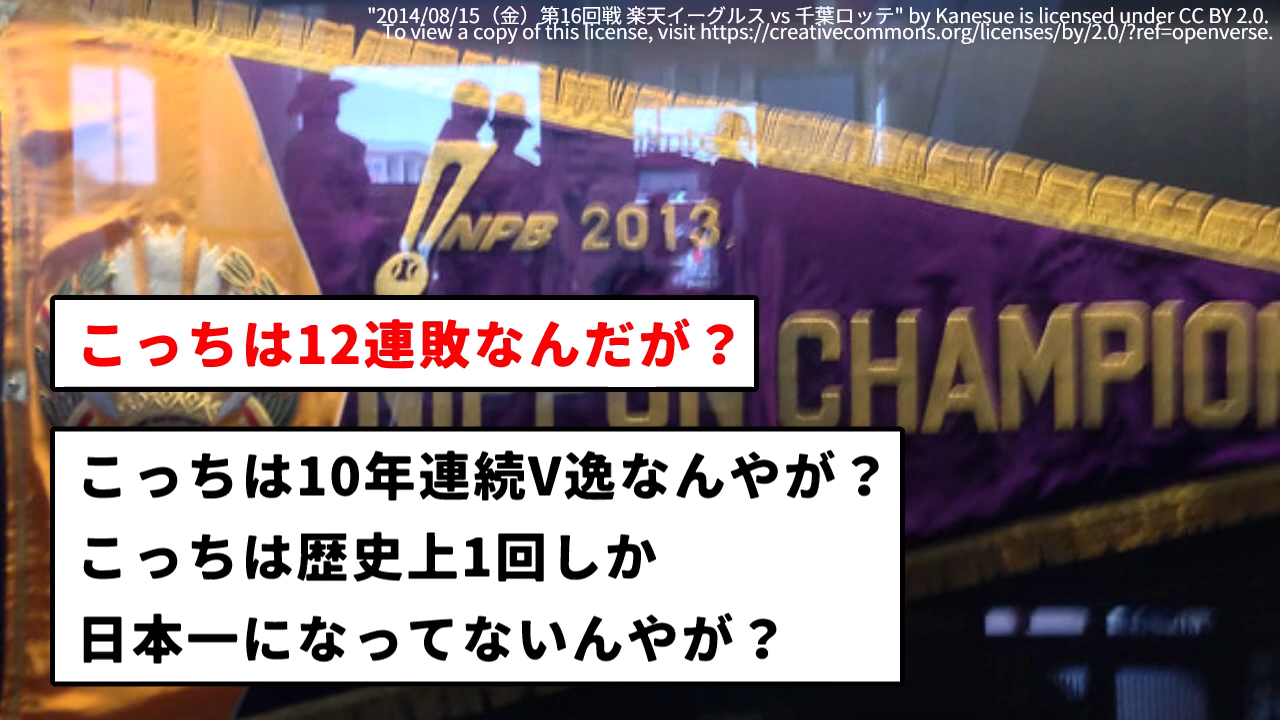 "2014/08/15（金）第16回戦 楽天イーグルス vs 千葉ロッテ" by Kanesue is licensed under CC BY 2.0.
To view a copy of this license, visit https://creativecommons.org/licenses/by/2.0/?ref=openverse.
NPB 2013
こっちは12連敗なんだが？
NIPPON CHAMPION
こっちは10年連続V逸なんやが？
こっちは歴史上1回しか
日本一になってないんやが？